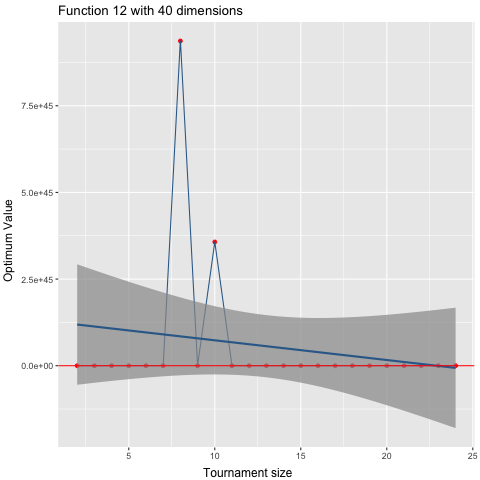 Function 12 with 40 dimensions
Optimum Value
7.5e+45
5.0e+45
2.5e+45
0.0e+00
5 10 15 20 25
Tournament size